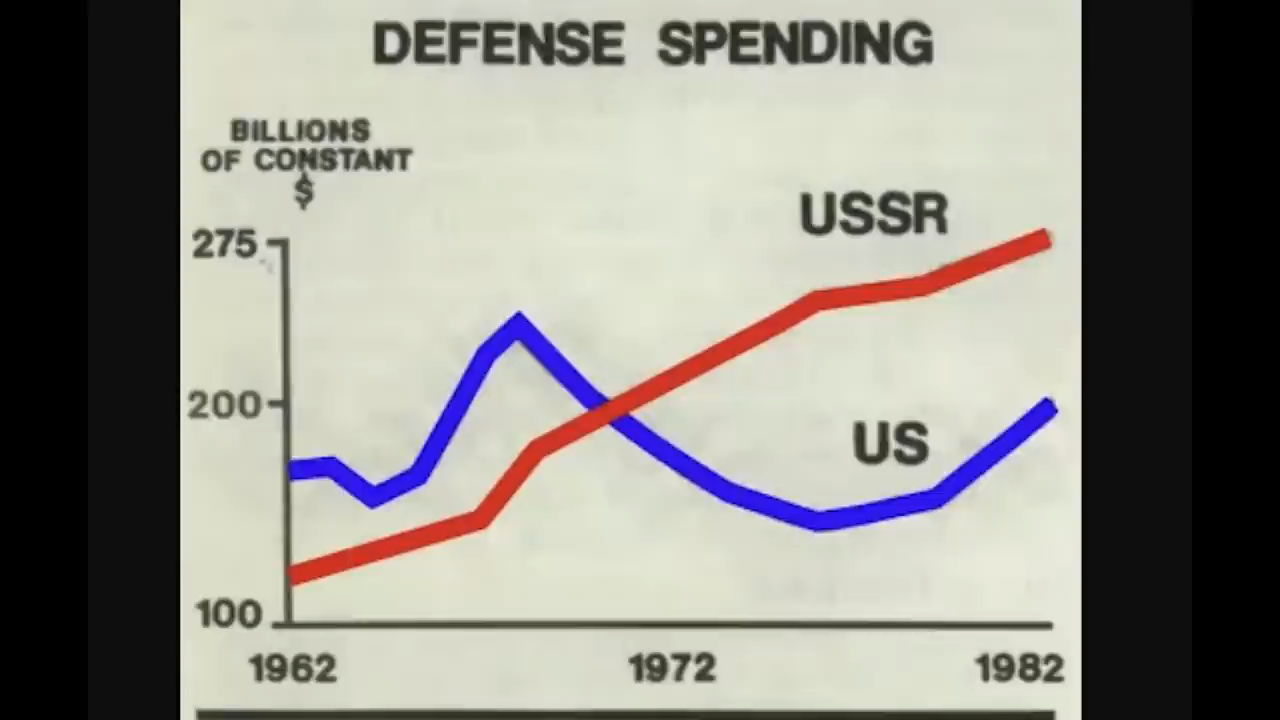 DEFENSE SPENDING
BILLIONS
OF CONSTANT
$
USSR
275
200
US
100
1962 1972 1982